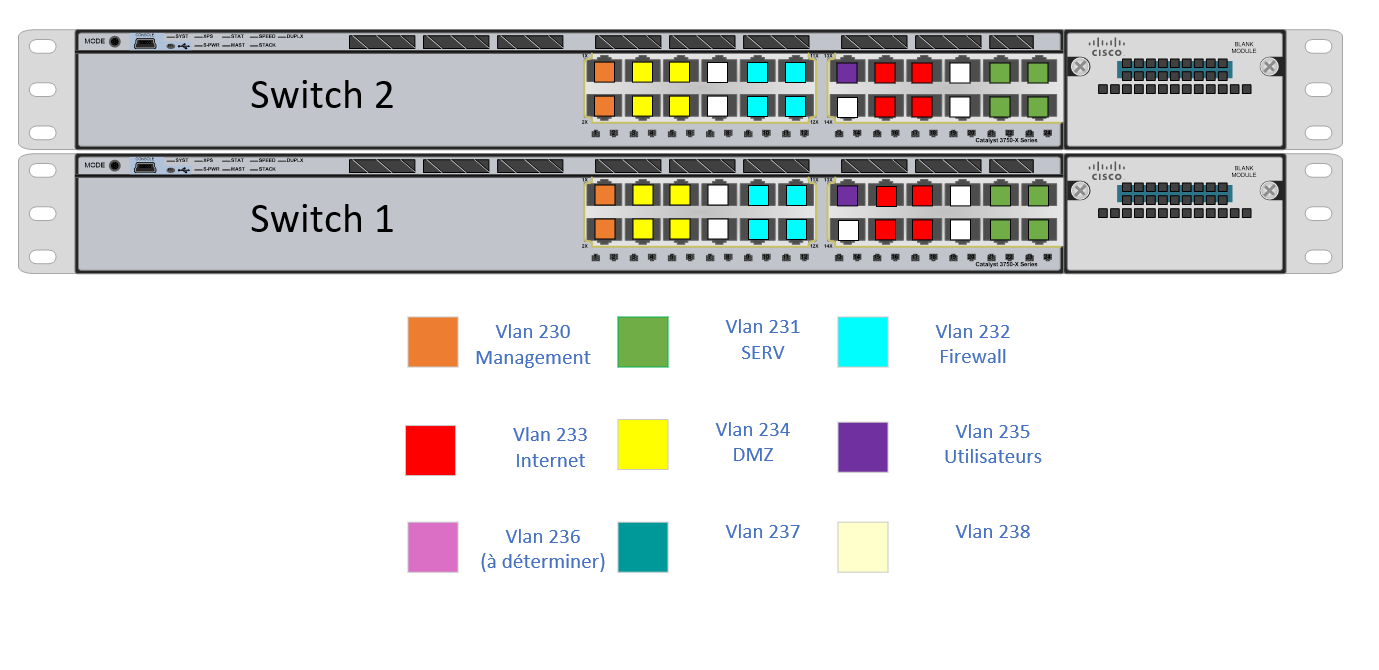 MODE
CONSOLE
SYST XPS STAT SPEED DUPLX
S-PWR MAST STACK
Switch 2
1X
11X
13X
2X
12X
14X
Catalyst 3750-X Series
CISCO
BLANK
MODULE
MODE
CONSOLE
SYST XPS STAT SPEED DUPLX
S-PWR MAST STACK
Switch 1
1X
11X
13X
2X
12X
14X
Catalyst 3750-X Series
CISCO
BLANK
MODULE
Vlan 230
Management
Vlan 231
SERV
Vlan 232
Firewall
Vlan 233
Internet
Vlan 234
DMZ
Vlan 235
Utilisateurs
Vlan 236
(à déterminer)
Vlan 237
Vlan 238